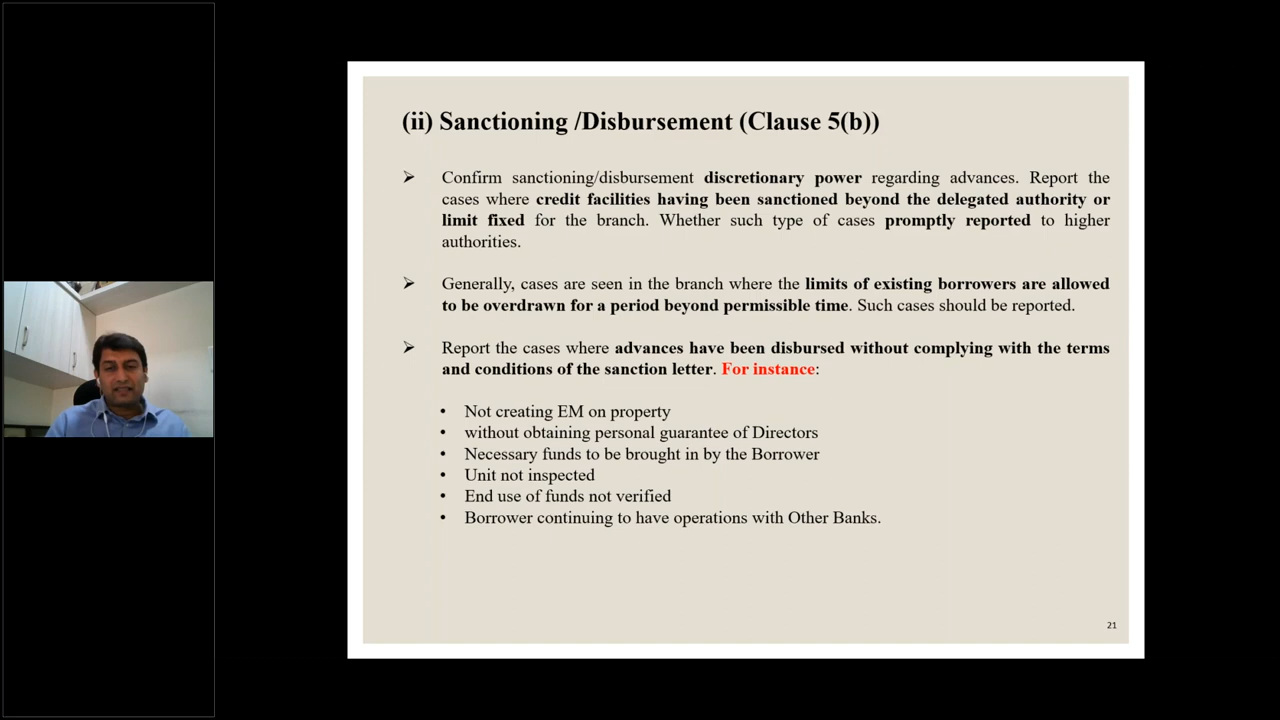 (ii) Sanctioning /Disbursement (Clause 5(b))
➢ Confirm sanctioning/disbursement discretionary power regarding advances. Report the
cases where credit facilities having been sanctioned beyond the delegated authority or
limit fixed for the branch. Whether such type of cases promptly reported to higher
authorities.
➢ Generally, cases are seen in the branch where the limits of existing borrowers are allowed
to be overdrawn for a period beyond permissible time. Such cases should be reported.
➢ Report the cases where advances have been disbursed without complying with the terms
and conditions of the sanction letter. For instance:
• Not creating EM on property
• without obtaining personal guarantee of Directors
• Necessary funds to be brought in by the Borrower
• Unit not inspected
• End use of funds not verified
• Borrower continuing to have operations with Other Banks.
21